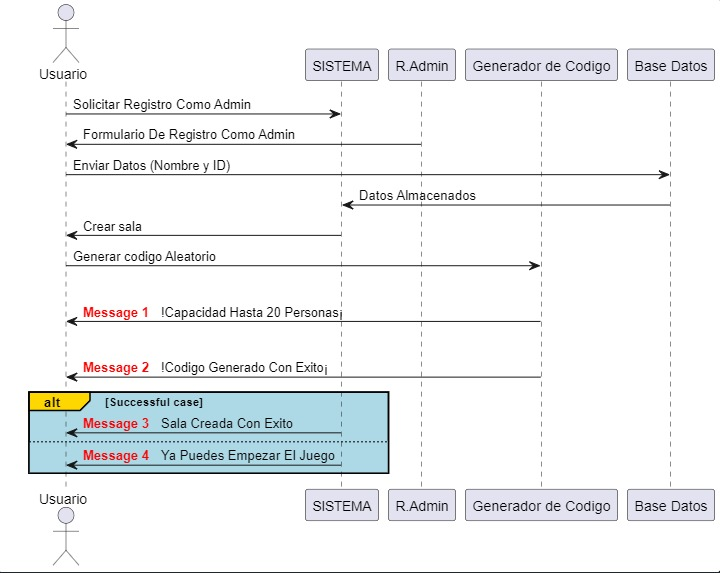 Usuario
SISTEMA
R.Admin
Generador de Codigo
Base Datos
Solicitar Registro Como Admin
Formulario De Registro Como Admin
Enviar Datos (Nombre y ID)
Datos Almacenados
Crear sala
Generar codigo Aleatorio
Message 1 !Capacidad Hasta 20 Personas¡
Message 2 !Codigo Generado Con Exito¡
alt [Successful case]
Message 3 Sala Creada Con Exito
Message 4 Ya Puedes Empezar El Juego
Usuario
SISTEMA
R.Admin
Generador de Codigo
Base Datos